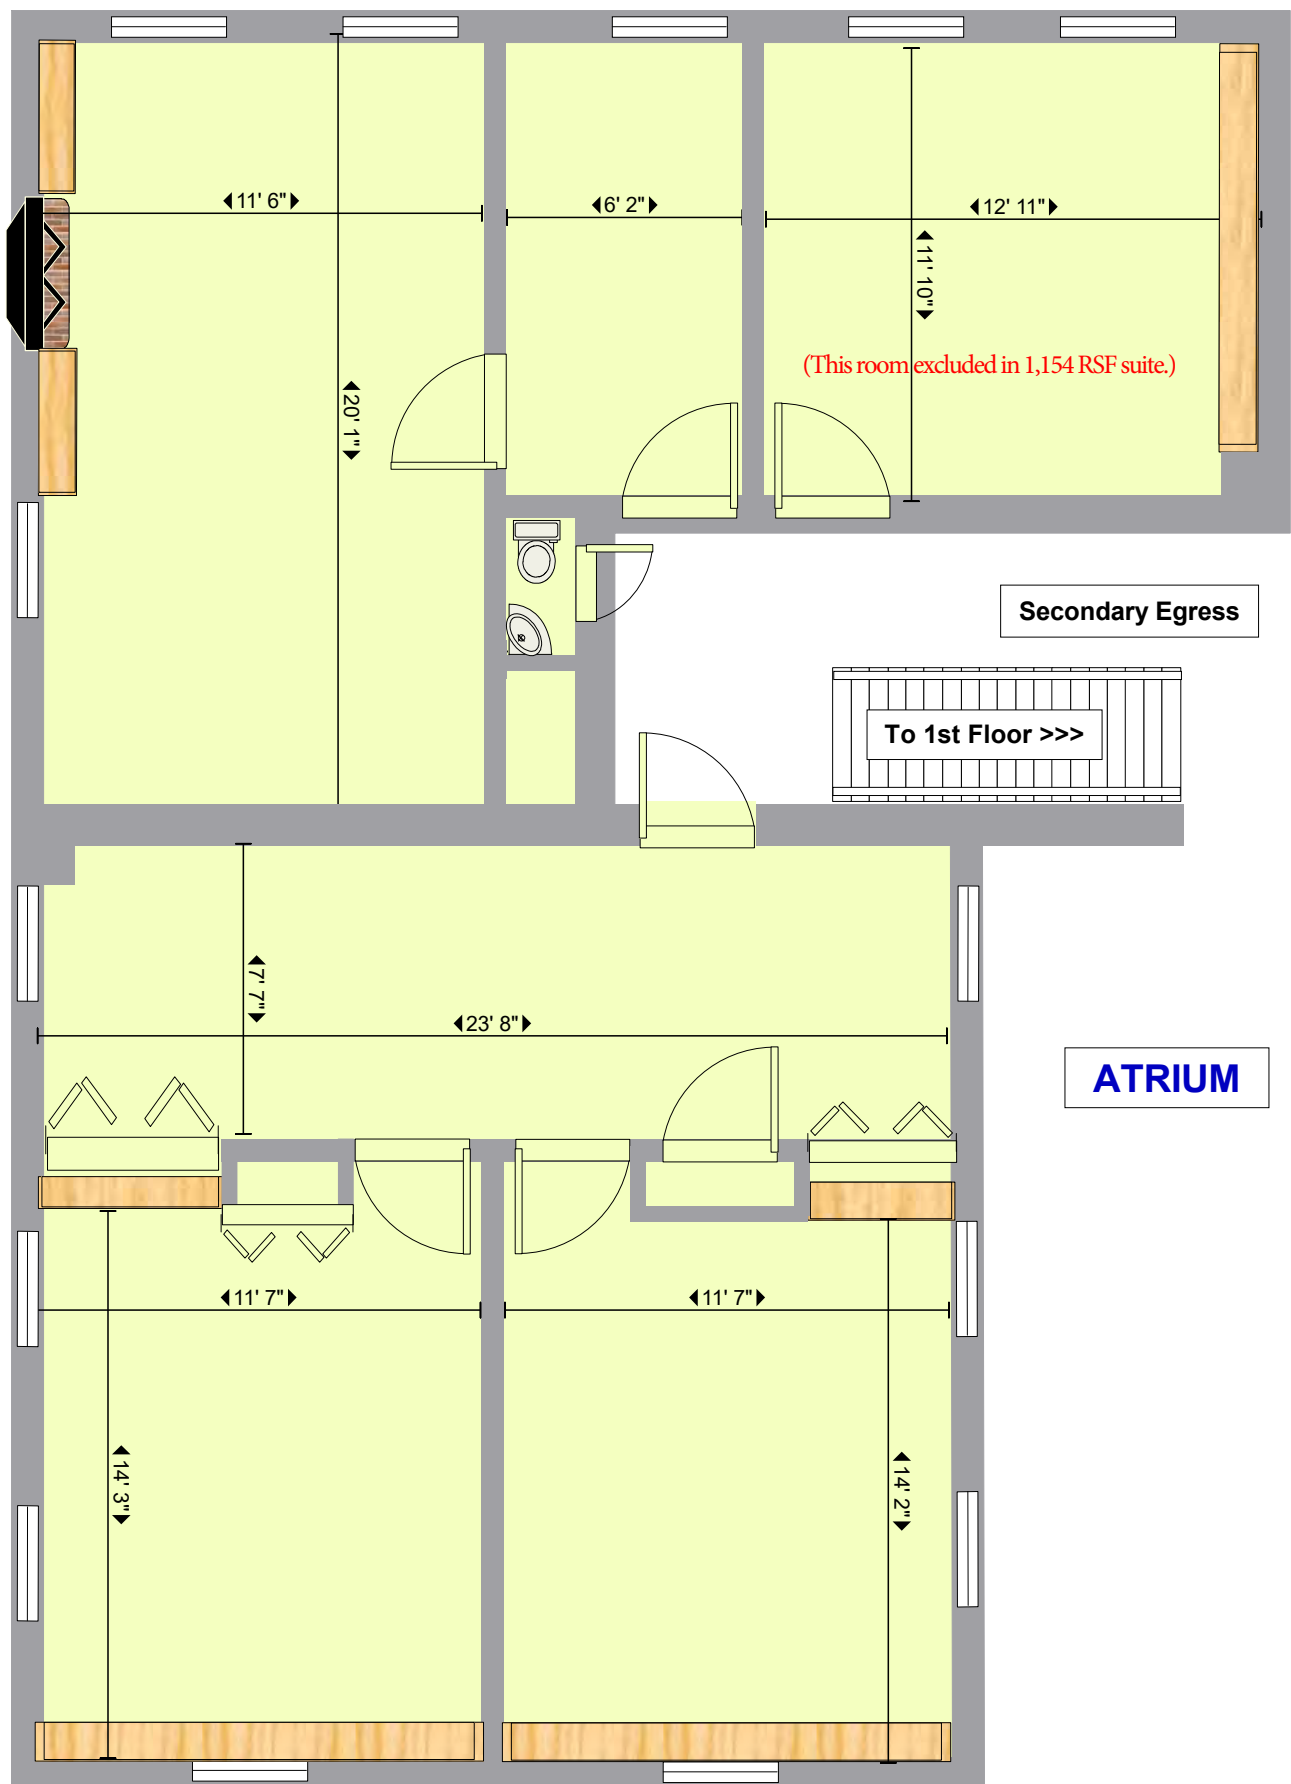 11' 6"
6' 2"
12' 11"
11' 10"
(This room excluded in 1,154 RSF suite.)
20' 1"
Secondary Egress
To 1st Floor >>>
7' 7"
23' 8"
ATRIUM
11' 7"
11' 7"
14' 3"
14' 2"